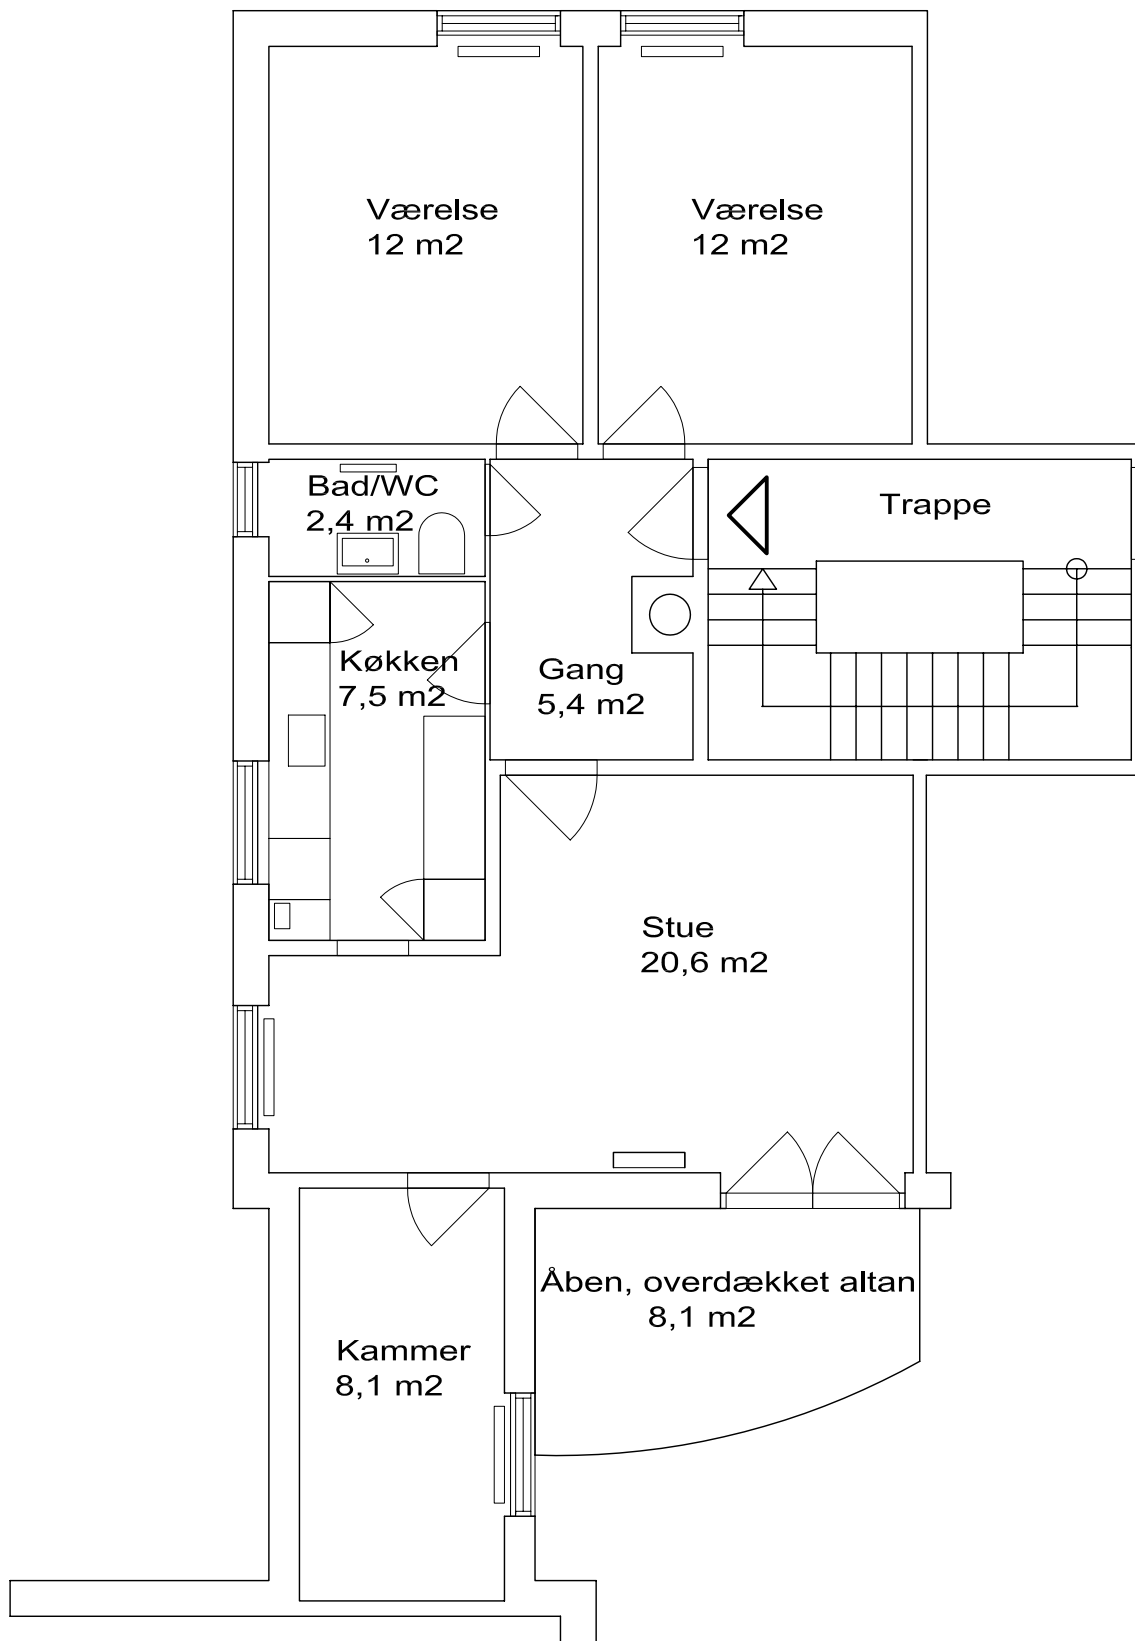 Værelse
12 m2
Værelse
12 m2
Bad/WC
2,4 m2
Trappe
Køkken
7,5 m2
Gang
5,4 m2
Stue
20,6 m2
Åben, overdækket altan
8,1 m2
Kammer
8,1 m2